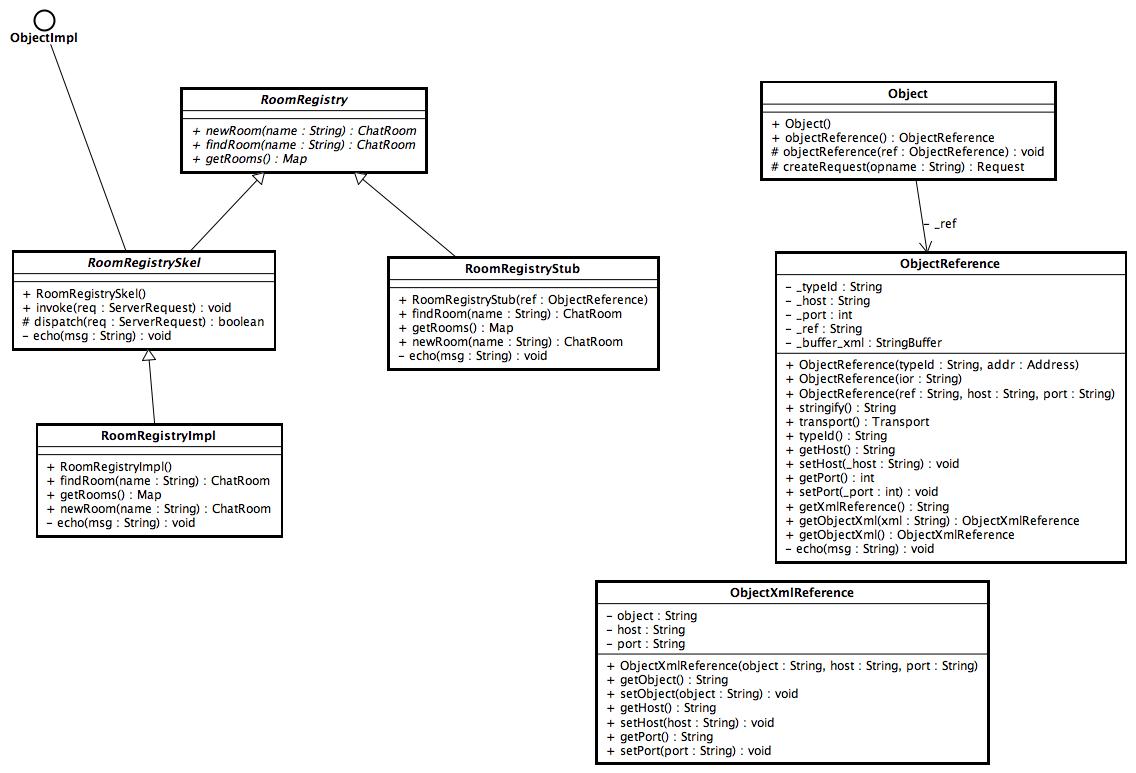 ObjectImpl
RoomRegistry
+ newRoom(name : String) : ChatRoom
+ findRoom(name : String) : ChatRoom
+ getRooms() : Map
Object
+ Object()
+ objectReference() : ObjectReference
# objectReference(ref : ObjectReference) : void
# createRequest(opname : String) : Request
– _ref
RoomRegistrySkel
+ RoomRegistrySkel()
+ invoke(req : ServerRequest) : void
# dispatch(req : ServerRequest) : boolean
– echo(msg : String) : void
RoomRegistryStub
+ RoomRegistryStub(ref : ObjectReference)
+ findRoom(name : String) : ChatRoom
+ getRooms() : Map
+ newRoom(name : String) : ChatRoom
– echo(msg : String) : void
ObjectReference
– _typeId : String
– _host : String
– _port : int
– _ref : String
– _buffer_xml : StringBuffer
+ ObjectReference(typeId : String, addr : Address)
+ ObjectReference(ior : String)
+ ObjectReference(ref : String, host : String, port : String)
+ stringify() : String
+ transport() : Transport
+ typeId() : String
+ getHost() : String
+ setHost(_host : String) : void
+ getPort() : int
+ setPort(_port : int) : void
+ getXmlReference() : String
+ getObjectXml(xml : String) : ObjectXmlReference
+ getObjectXml() : ObjectXmlReference
– echo(msg : String) : void
RoomRegistryImpl
+ RoomRegistryImpl()
+ findRoom(name : String) : ChatRoom
+ getRooms() : Map
+ newRoom(name : String) : ChatRoom
– echo(msg : String) : void
ObjectXmlReference
– object : String
– host : String
– port : String
+ ObjectXmlReference(object : String, host : String, port : String)
+ getObject() : String
+ setObject(object : String) : void
+ getHost() : String
+ setHost(host : String) : void
+ getPort() : String
+ setPort(port : String) : void